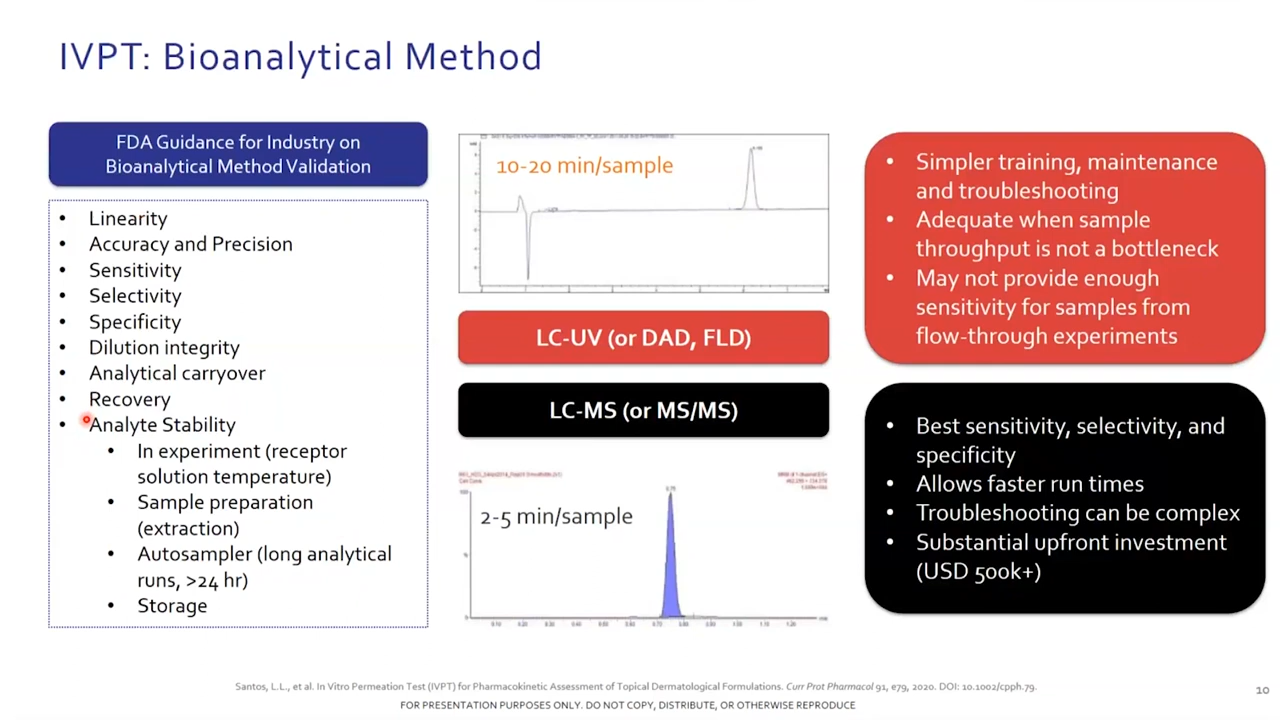 IVPT: Bioanalytical Method
FDA Guidance for Industry on
Bioanalytical Method Validation
• Linearity
• Accuracy and Precision
• Sensitivity
• Selectivity
• Specificity
• Dilution integrity
• Analytical carryover
• Recovery
• Analyte Stability
• In experiment (receptor
solution temperature)
• Sample preparation
(extraction)
• Autosampler (long analytical
runs, >24 hr)
• Storage
10-20 min/sample
LC-UV (or DAD, FLD)
LC-MS (or MS/MS)
2-5 min/sample
• Simpler training, maintenance
and troubleshooting
• Adequate when sample
throughput is not a bottleneck
• May not provide enough
sensitivity for samples from
flow-through experiments
• Best sensitivity, selectivity, and
specificity
• Allows faster run times
• Troubleshooting can be complex
• Substantial upfront investment
(USD 500k+)
Santos, L.L., et al. In Vitro Permeation Test (IVPT) for Pharmacokinetic Assessment of Topical Dermatological Formulations. Curr Prot Pharmacol 91, e79, 2020. DOI: 10.1002/cpph.79.
FOR PRESENTATION PURPOSES ONLY. DO NOT COPY, DISTRIBUTE, OR OTHERWISE REPRODUCE
10